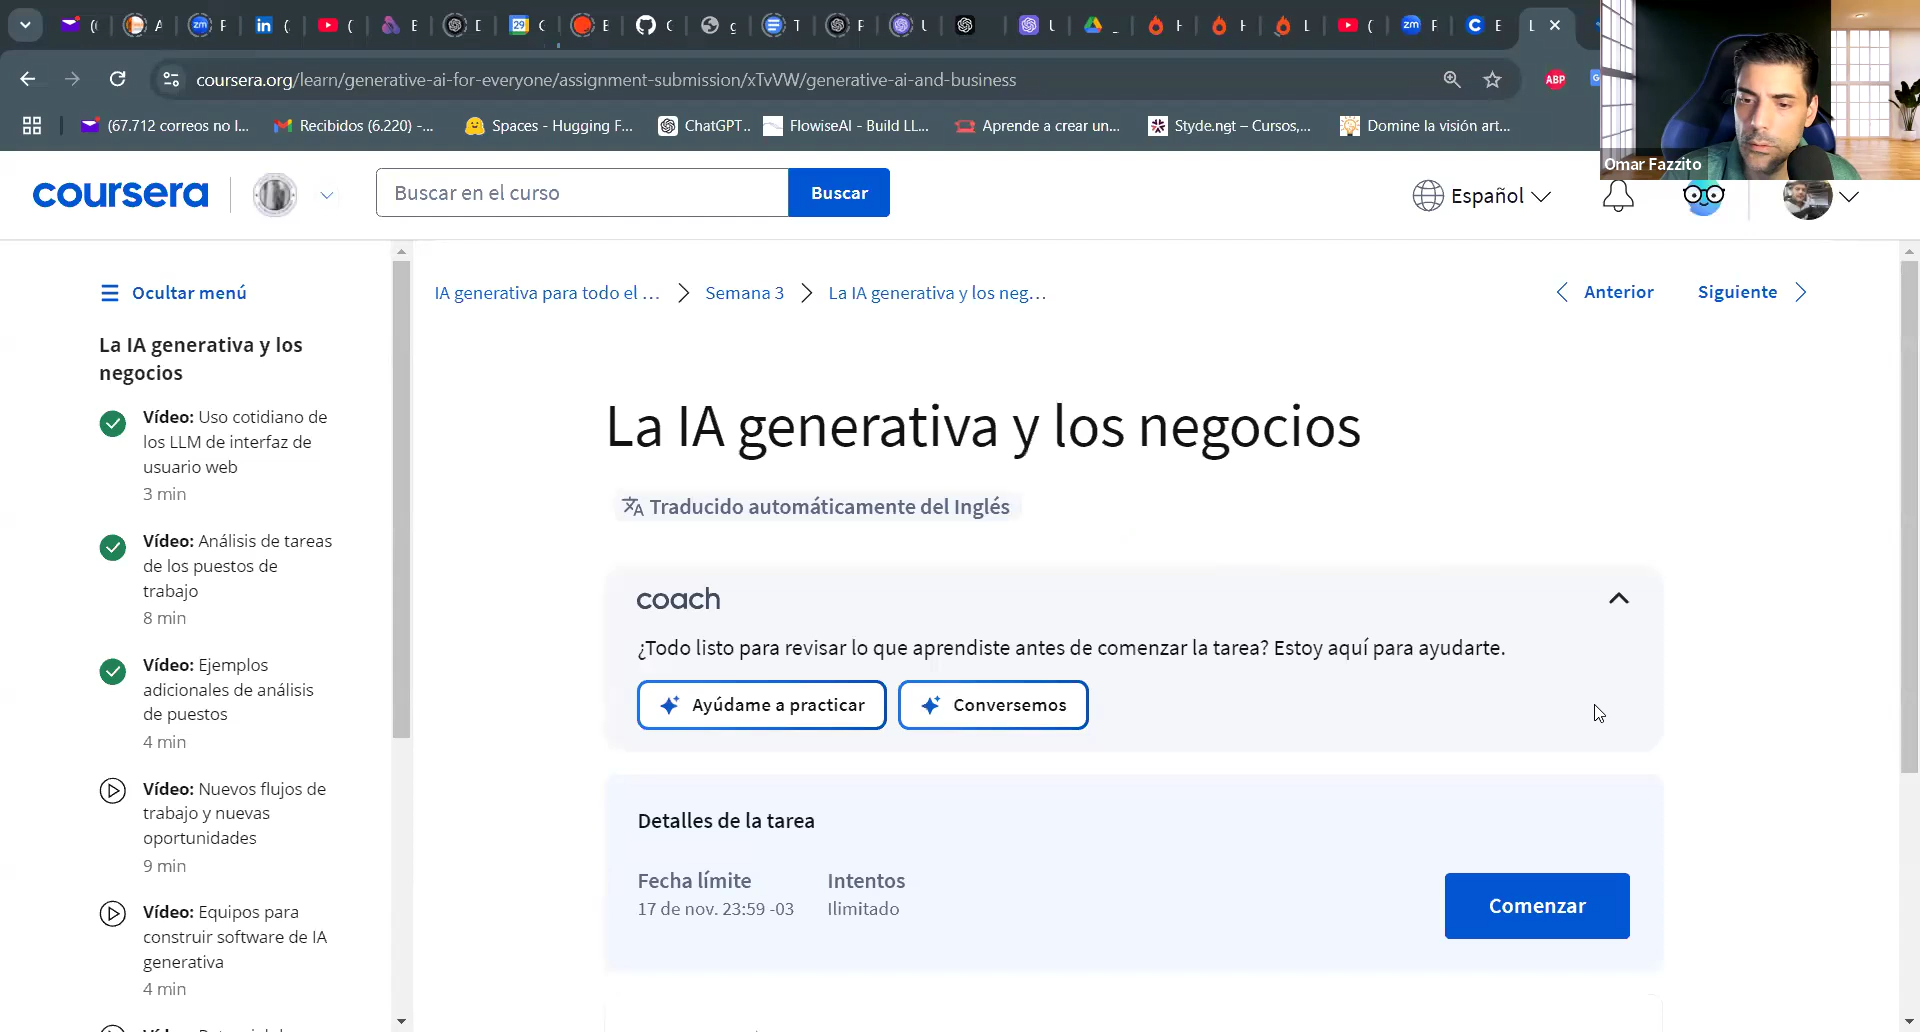 coursera.org/learn/generative-ai-for-everyone/assignment-submission/xTvVW/generative-ai-and-business
(67.712 correos no l...
Recibidos (6.220) -...
Spaces - Hugging F...
ChatGPT...
FlowiseAI - Build LL...
Aprende a crear un...
Styde.net – Cursos,...
Domine la visión art...
ABP
Omar Fazzito
coursera
Buscar en el curso
Buscar
Español
Ocultar menú
La IA generativa y los
negocios
Vídeo: Uso cotidiano de
los LLM de interfaz de
usuario web
3 min
Vídeo: Análisis de tareas
de los puestos de
trabajo
8 min
Vídeo: Ejemplos
adicionales de análisis
de puestos
4 min
Vídeo: Nuevos flujos de
trabajo y nuevas
oportunidades
9 min
Vídeo: Equipos para
construir software de IA
generativa
4 min
IA generativa para todo el ...
Semana 3
La IA generativa y los neg...
Anterior
Siguiente
La IA generativa y los negocios
Traducido automáticamente del Inglés
coach
¿Todo listo para revisar lo que aprendiste antes de comenzar la tarea? Estoy aquí para ayudarte.
Ayúdame a practicar
Conversemos
Detalles de la tarea
Fecha límite
17 de nov. 23:59 -03
Intentos
Ilimitado
Comenzar